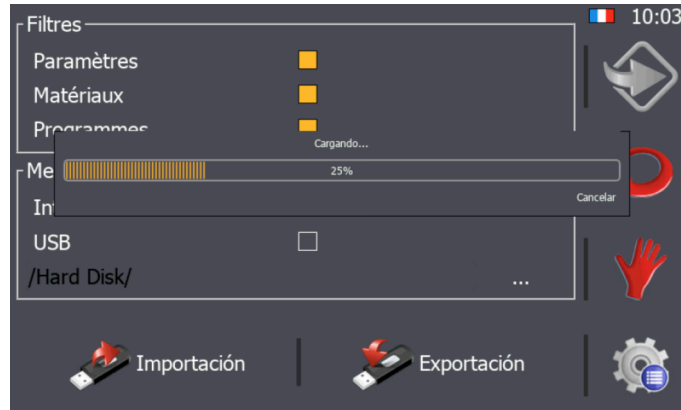 10:03
Filtres
Paramètres
Matériaux
Programmes
Cargando...
25%
Cancelar
Me
In
USB
/Hard Disk/
...
Importación
Exportación